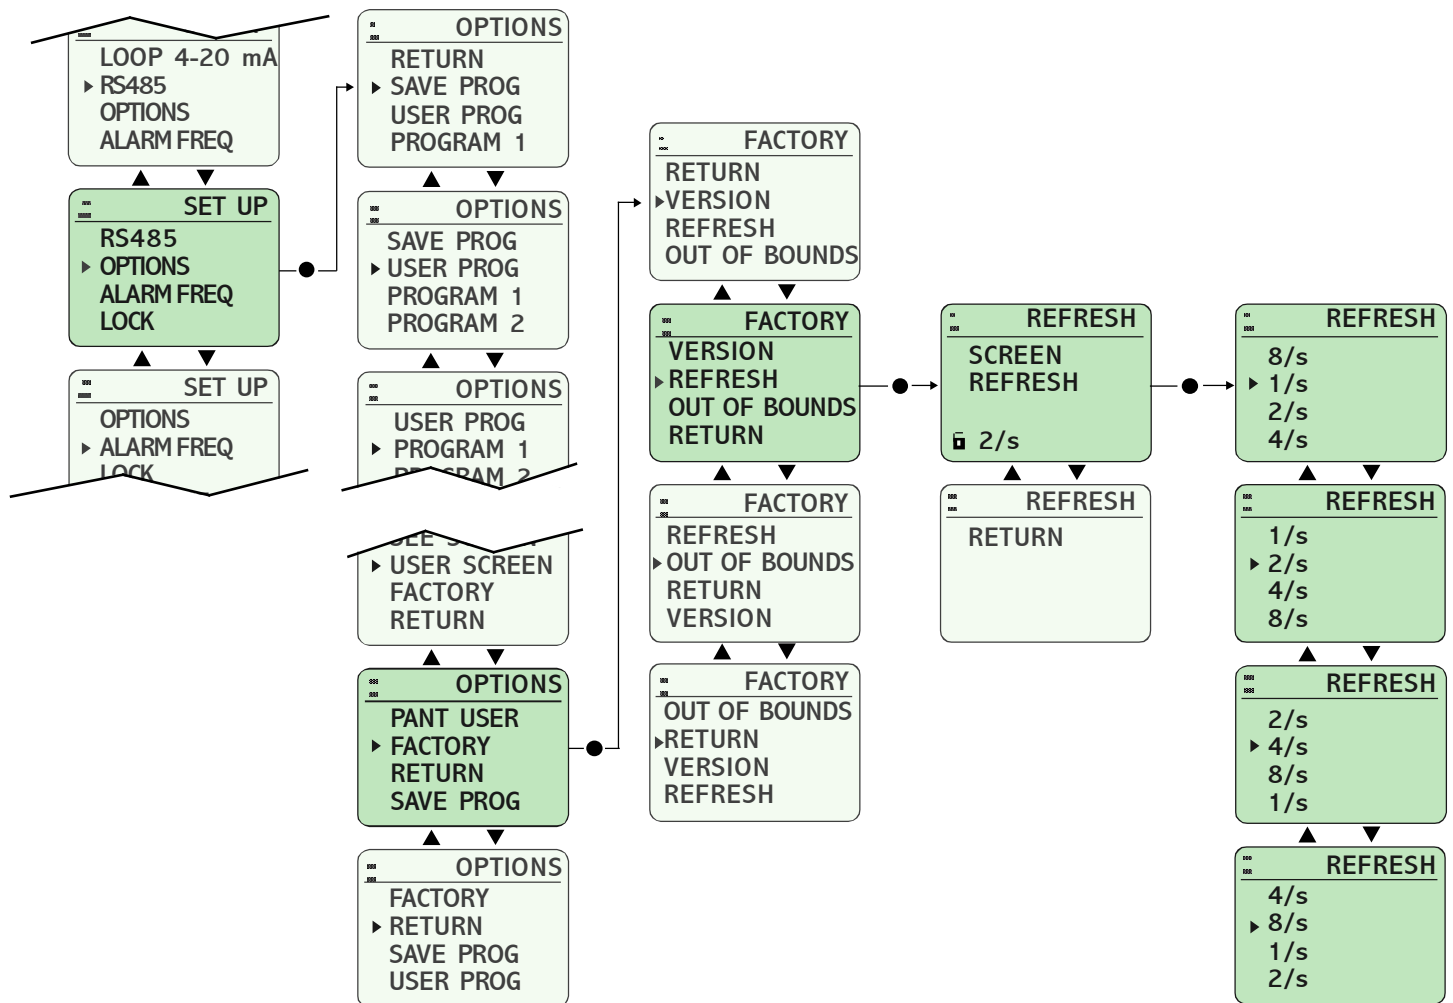 LOOP 4-20 mA
RS485
OPTIONS
ALARM FREQ
SET UP
RS485
OPTIONS
ALARM FREQ
LOCK
SET UP
OPTIONS
ALARM FREQ
LOCK
OPTIONS
RETURN
SAVE PROG
USER PROG
PROGRAM 1
OPTIONS
SAVE PROG
USER PROG
PROGRAM 1
PROGRAM 2
OPTIONS
USER PROG
PROGRAM 1
PROGRAM 2
USER SCREEN
FACTORY
RETURN
OPTIONS
PANT USER
FACTORY
RETURN
SAVE PROG
OPTIONS
FACTORY
RETURN
SAVE PROG
USER PROG
FACTORY
RETURN
VERSION
REFRESH
OUT OF BOUNDS
FACTORY
VERSION
REFRESH
OUT OF BOUNDS
RETURN
FACTORY
REFRESH
OUT OF BOUNDS
RETURN
VERSION
FACTORY
OUT OF BOUNDS
RETURN
VERSION
REFRESH
REFRESH
SCREEN
REFRESH
2/s
REFRESH
RETURN
REFRESH
8/s
1/s
2/s
4/s
REFRESH
1/s
2/s
4/s
8/s
REFRESH
2/s
4/s
8/s
1/s
REFRESH
4/s
8/s
1/s
2/s